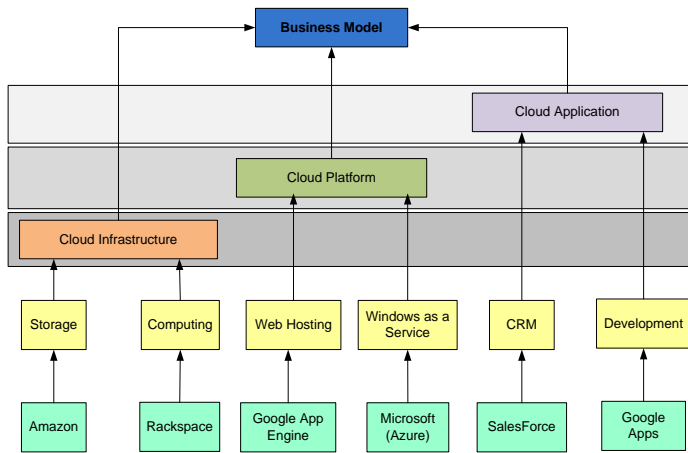 Business Model
Cloud Application
Cloud Platform
Cloud Infrastructure
Storage
Computing
Web Hosting
Windows as a
Service
CRM
Development
Amazon
Rackspace
Google App
Engine
Microsoft
(Azure)
SalesForce
Google
Apps